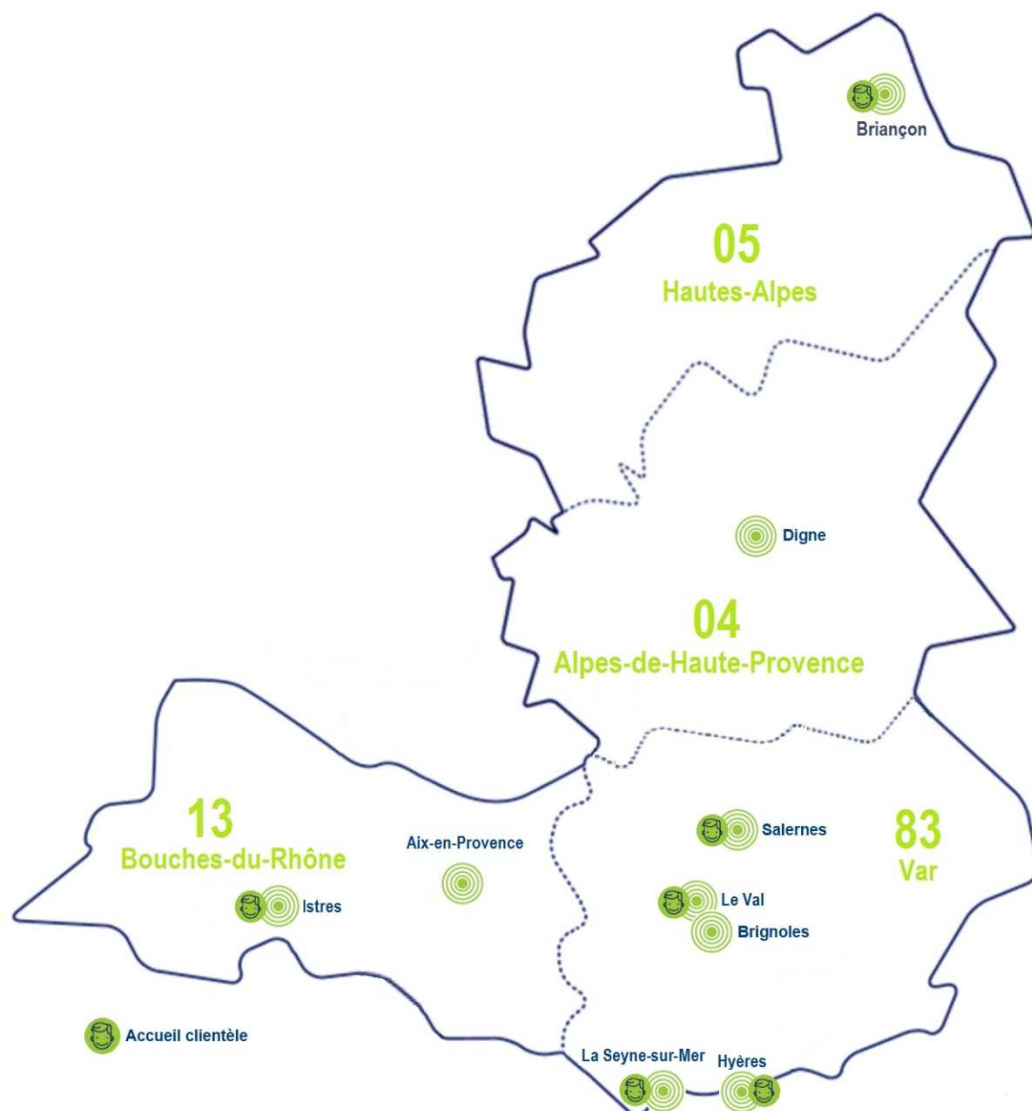 Briançon
05
Hautes-Alpes
Digne
04
Alpes-de-Haute-Provence
13
Bouches-du-Rhône
Aix-en-Provence
Istres
83
Var
Salernes
Le Val
Brignoles
Accueil clientèle
La Seyne-sur-Mer
Hyères